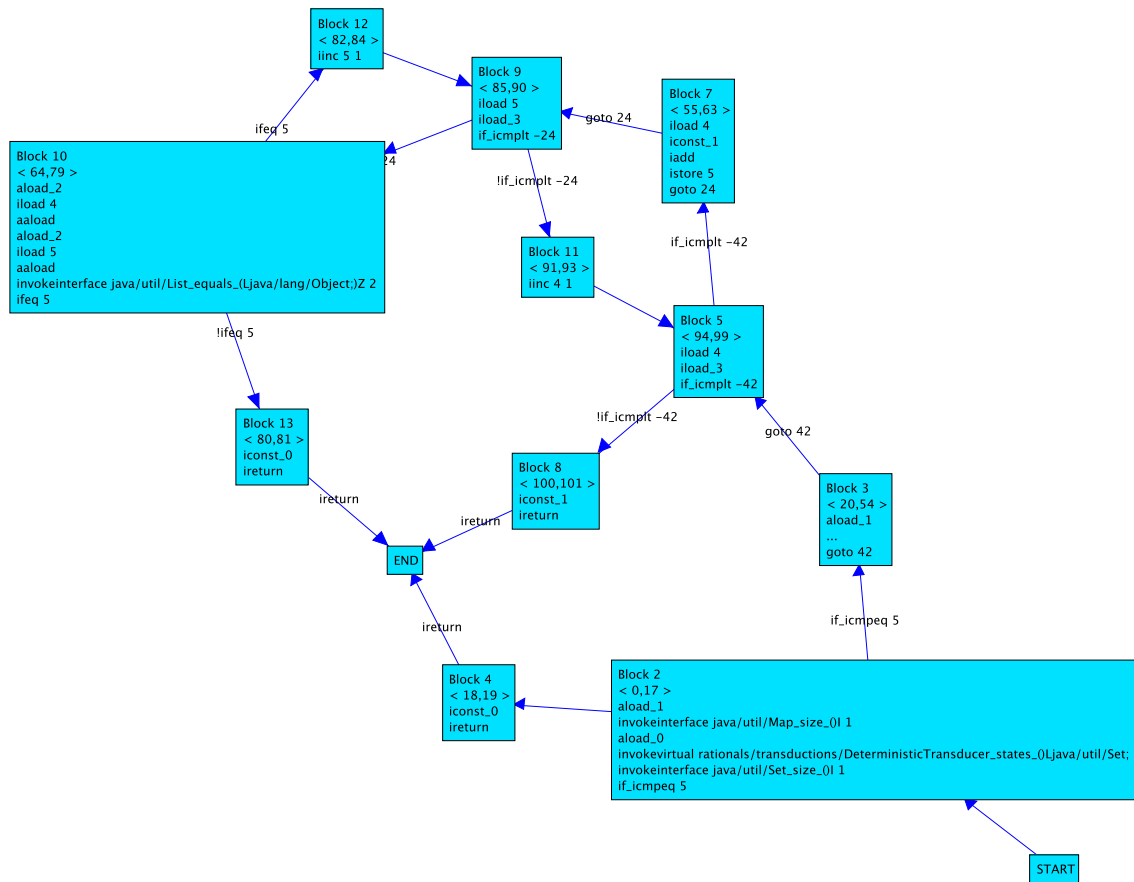 Block 12
< 82,84 >
iinc 5 1
Block 9
< 85,90 >
iload 5
iload_3
if_icmplt -24
Block 7
< 55,63 >
iload 4
iconst_1
iadd
istore 5
goto 24
goto 24
ifeq 5
24
Block 10
< 64,79 >
aload_2
iload 4
aaload
aload_2
iload 5
aaload
invokeinterface java/util/List_equals_(Ljava/lang/Object;)Z 2
ifeq 5
!if_icmplt -24
if_icmplt -42
Block 11
< 91,93 >
iinc 4 1
Block 5
< 94,99 >
iload 4
iload_3
if_icmplt -42
!ifeq 5
!if_icmplt -42
goto 42
Block 13
< 80,81 >
iconst_0
ireturn
Block 8
< 100,101 >
iconst_1
ireturn
Block 3
< 20,54 >
aload_1
...
goto 42
ireturn
ireturn
END
ireturn
if_icmpeq 5
Block 4
< 18,19 >
iconst_0
ireturn
Block 2
< 0,17 >
aload_1
invokeinterface java/util/Map_size_()I 1
aload_0
invokevirtual rationals/transductions/DeterministicTransducer_states_()Ljava/util/Set;
invokeinterface java/util/Set_size_()I 1
if_icmpeq 5
START